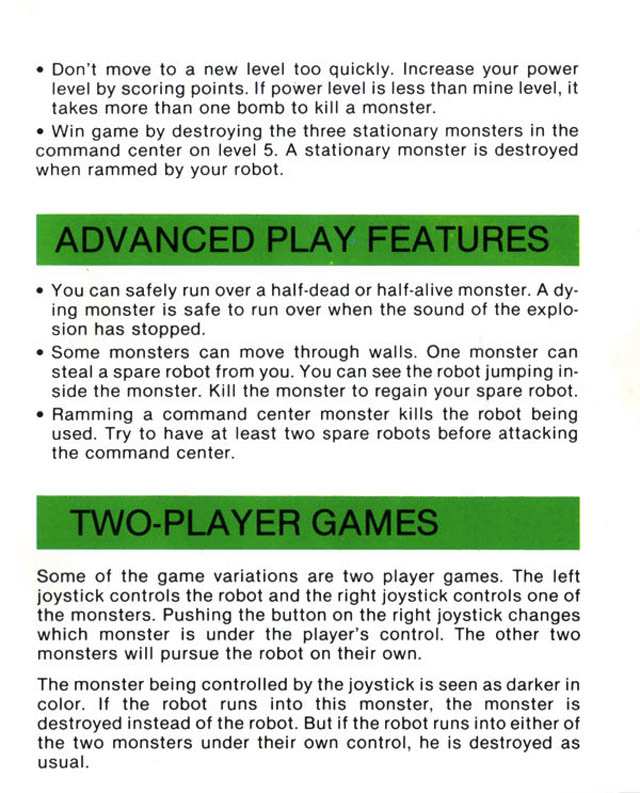 • Don't move to a new level too quickly. Increase your power
level by scoring points. If power level is less than mine level, it
takes more than one bomb to kill a monster.
• Win game by destroying the three stationary monsters in the
command center on level 5. A stationary monster is destroyed
when rammed by your robot.
ADVANCED PLAY FEATURES
• You can safely run over a half-dead or half-alive monster. A dy-
ing monster is safe to run over when the sound of the explo-
sion has stopped.
• Some monsters can move through walls. One monster can
steal a spare robot from you. You can see the robot jumping in-
side the monster. Kill the monster to regain your spare robot.
• Ramming a command center monster kills the robot being
used. Try to have at least two spare robots before attacking
the command center.
TWO-PLAYER GAMES
Some of the game variations are two player games. The left
joystick controls the robot and the right joystick controls one of
the monsters. Pushing the button on the right joystick changes
which monster is under the player's control. The other two
monsters will pursue the robot on their own.
The monster being controlled by the joystick is seen as darker in
color. If the robot runs into this monster, the monster is
destroyed instead of the robot. But if the robot runs into either of
the two monsters under their own control, he is destroyed as
usual.